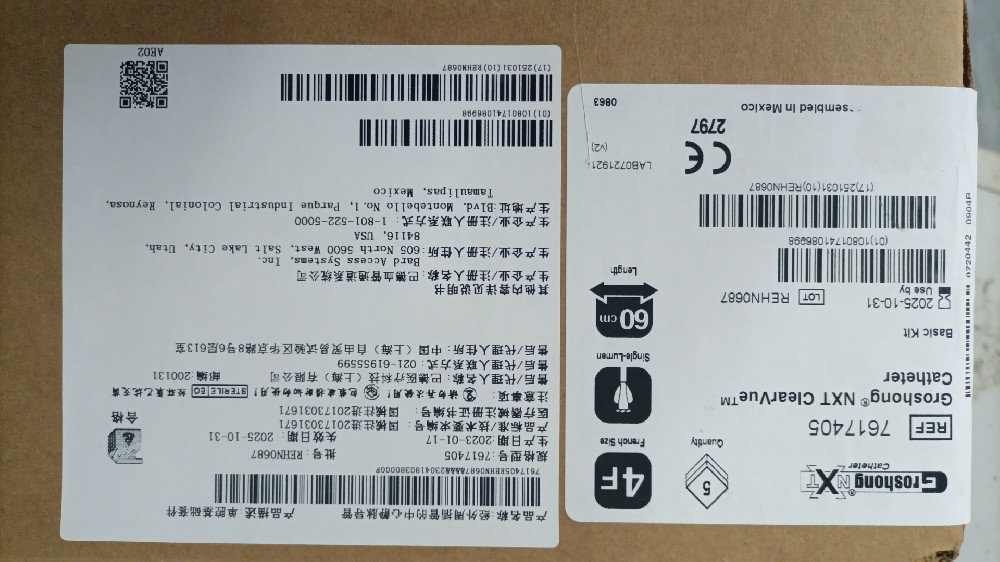 产品名称:经外周插管的中心静脉导管 产品描述:单腔基础套件
7617405REHN0687AAAA230418038000P
规格型号:7617405 批号:REHN0687
生产日期:2023-01-17 失效日期:2025-10-31
产品标准/技术要求编号:国械注进20173031671
医疗器械注册证书编号:国械注进20173031671
注意事项: STERILE EO
合格
售后/代理人名称:巴德医疗科技(上海)有限公司 邮编 200131
售后/代理人联系方式:021-61955599
售后/代理人住所:中国(上海)自由贸易试验区华京路8号6层613室
其他内容详见说明书
生产企业/注册人名称:巴德血管通道系统公司
Bard Access Systems, Inc.
生产企业/注册人住所:605 North 5600 West, Salt Lake City, Utah,
84116, USA
生产企业/注册人联系方式:1-801-522-5000
生产地址:Blvd. Montebello No.1, Parque Industrial Colonial, Reynosa,
Tamaulipas, Mexico
(01)10801741086998
(17)251031(10)REHN0687
AE02
Groshong® NXT
Catheter
REF 7617405
Groshong® NXT ClearVue™
Catheter
Basic Kit
Quantity
5
French Size
4F
Single-Lumen
60 cm
Length
2025-10-31
Use by
LOT REHN0687
(01)10801741086998
(17)251031(10)REHN0687
LAB0721921
(v2)
CE
2797
sembled in Mexico
0863
0720442 0904R